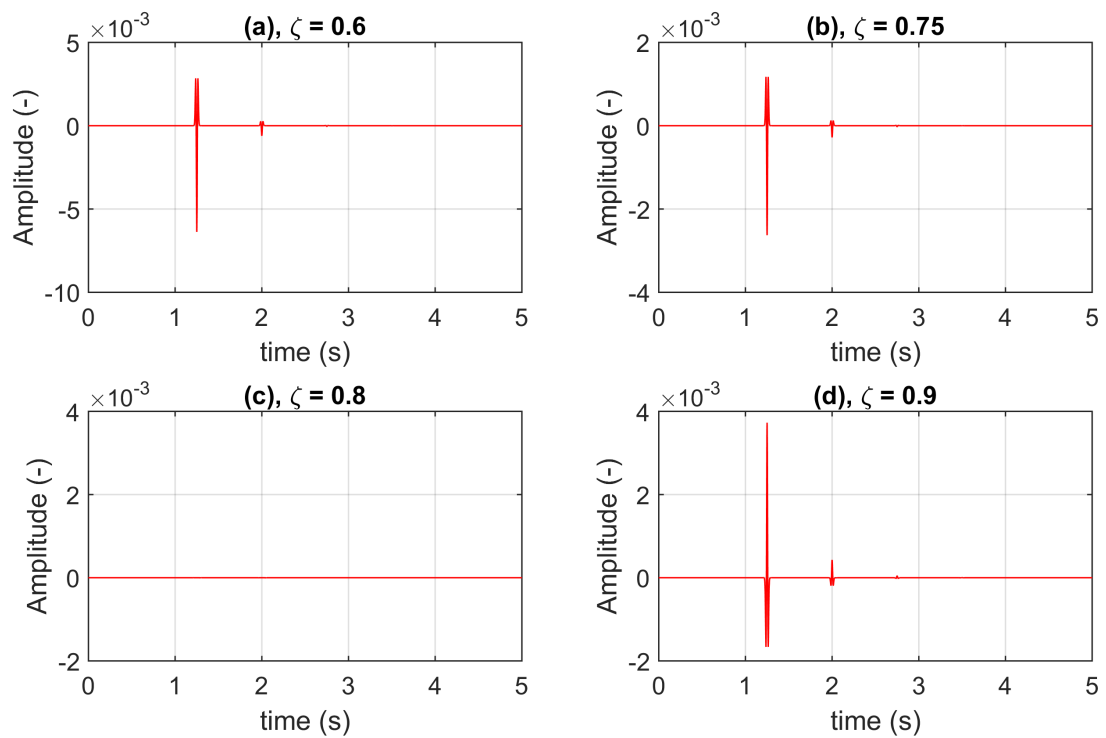 (a), ζ = 0.6
×10-3
5
0
-5
-10
Amplitude (-)
0 1 2 3 4 5
time (s)
(b), ζ = 0.75
×10-3
2
0
-2
-4
Amplitude (-)
0 1 2 3 4 5
time (s)
(c), ζ = 0.8
×10-3
4
2
0
-2
Amplitude (-)
0 1 2 3 4 5
time (s)
(d), ζ = 0.9
×10-3
4
2
0
-2
Amplitude (-)
0 1 2 3 4 5
time (s)